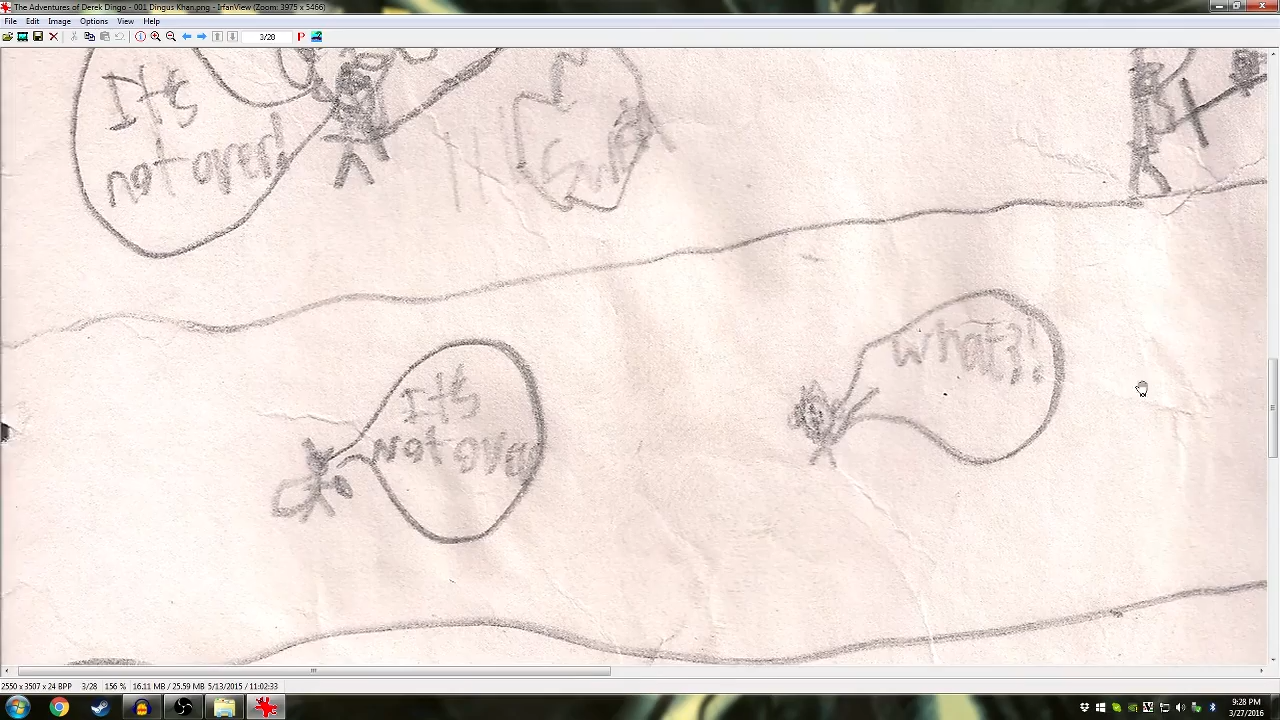 The Adventures of Derek Dingo - 001 Dingus Khan.png - IrfanView (Zoom: 3975 x 5466)
File Edit Image Options View Help
3/28
It's
not over!
It's
not over
What?!
2550 x 3507 x 24 BPP 3/28 156 % 16.11 MB / 25.59 MB 5/13/2015 / 11:02:33
9:28 PM
3/27/2016